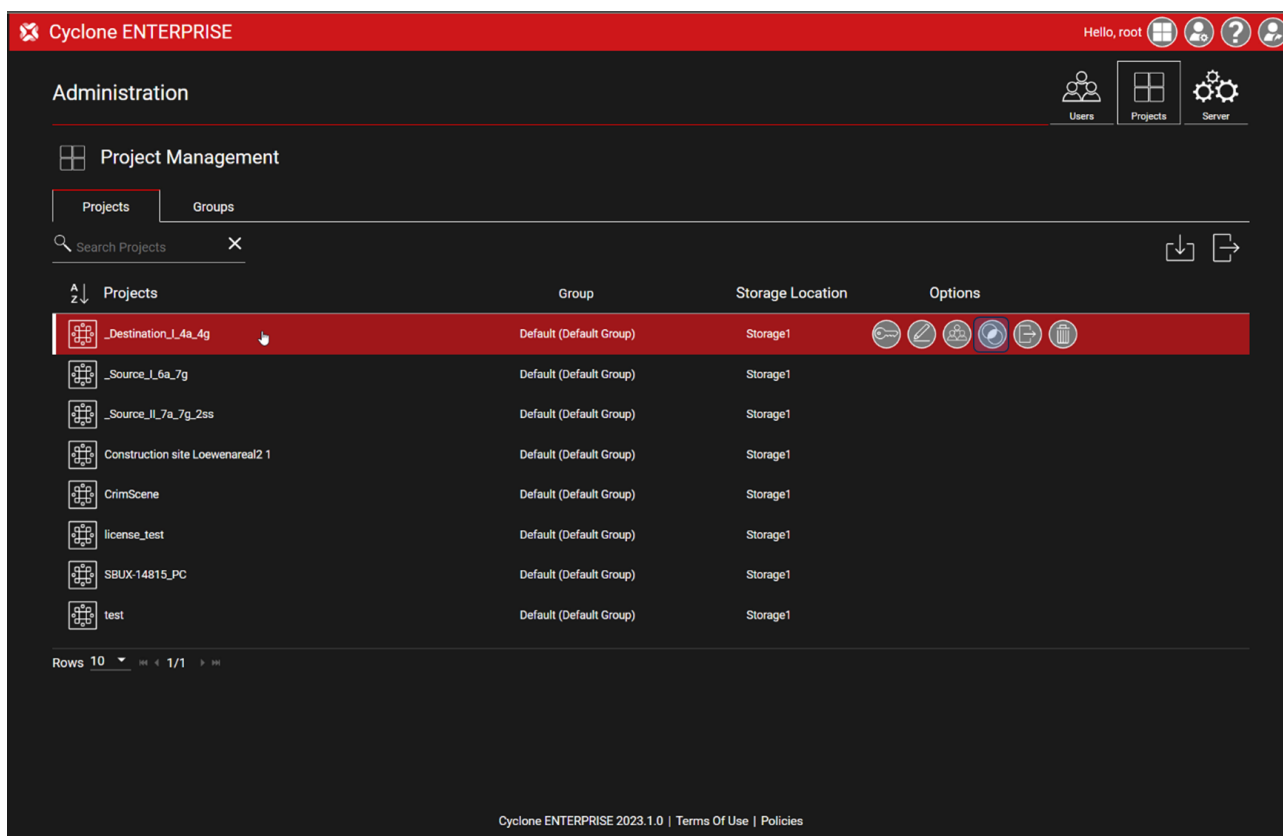 Cyclone ENTERPRISE Hello, root ?
Administration
Users Projects Server
Project Management
Projects Groups
Search Projects
A Z Projects Group Storage Location Options
_Destination_I_4a_4g Default (Default Group) Storage1
_Source_I_6a_7g Default (Default Group) Storage1
_Source_II_7a_7g_2ss Default (Default Group) Storage1
Construction site Loewenareal2 1 Default (Default Group) Storage1
CrimScene Default (Default Group) Storage1
license_test Default (Default Group) Storage1
SBUX-14815_PC Default (Default Group) Storage1
test Default (Default Group) Storage1
Rows 10 1/1
Cyclone ENTERPRISE 2023.1.0 | Terms Of Use | Policies